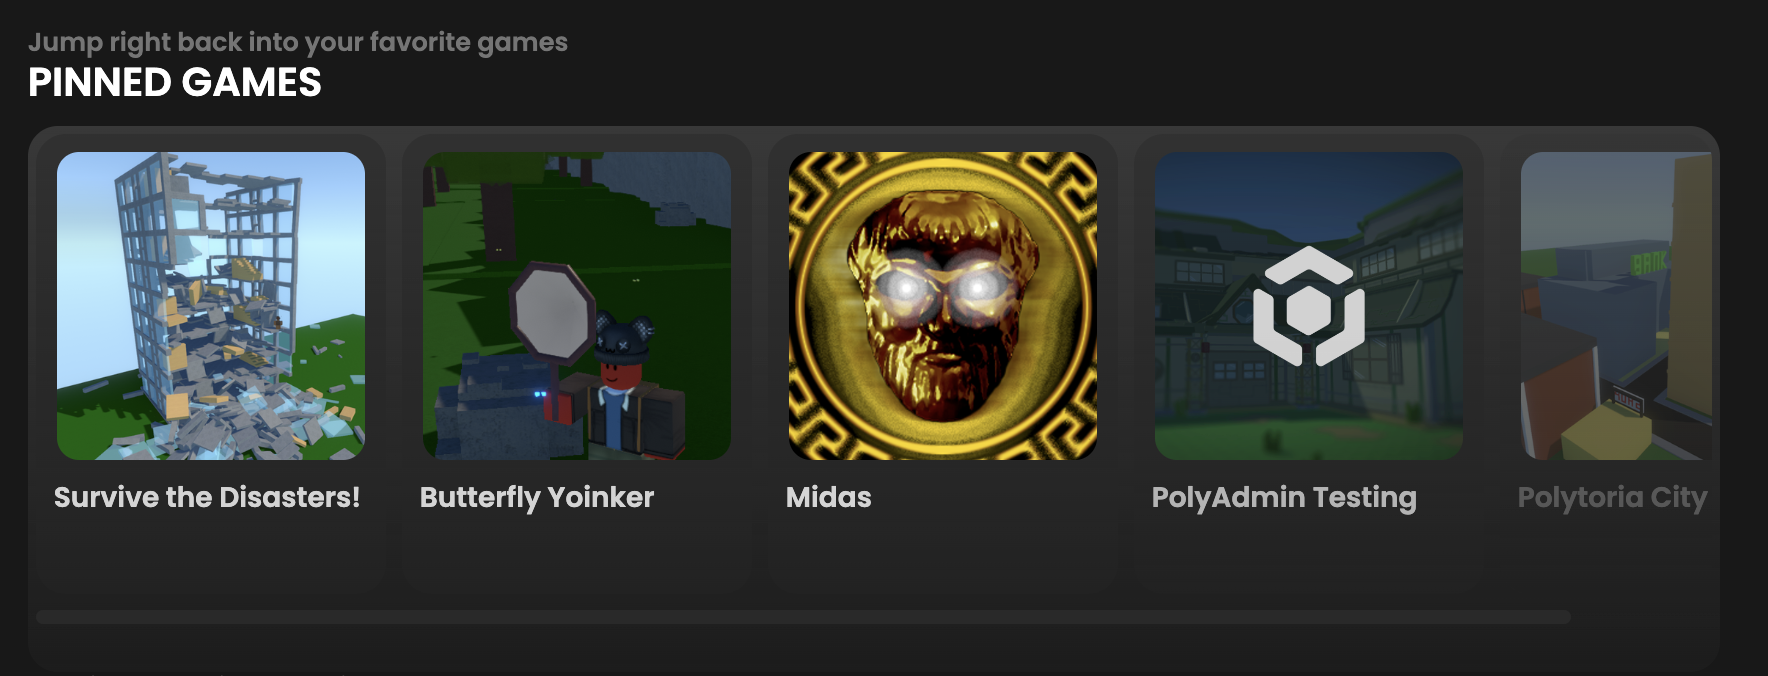 Jump right back into your favorite games
PINNED GAMES
BANK
Survive the Disasters!
Butterfly Yoinker
Midas
PolyAdmin Testing
Polytoria City